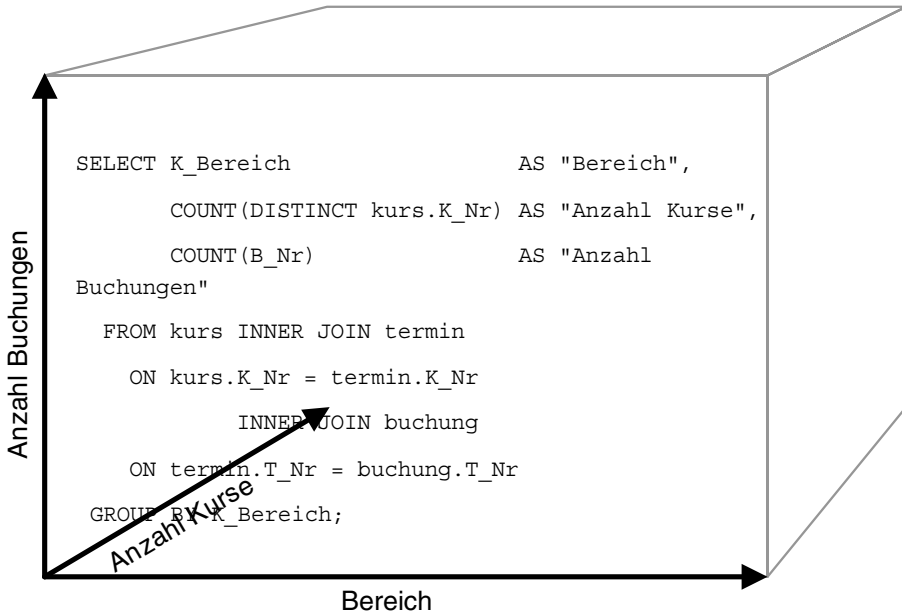 SELECT K_Bereich AS "Bereich",
COUNT(DISTINCT kurs.K_Nr) AS "Anzahl Kurse",
COUNT(B_Nr) AS "Anzahl
Buchungen"
FROM kurs INNER JOIN termin
ON kurs.K_Nr = termin.K_Nr
INNER JOIN buchung
ON termin.T_Nr = buchung.T_Nr
GROUP BY K_Bereich;
Anzahl Buchungen
Anzahl Kurse
Bereich